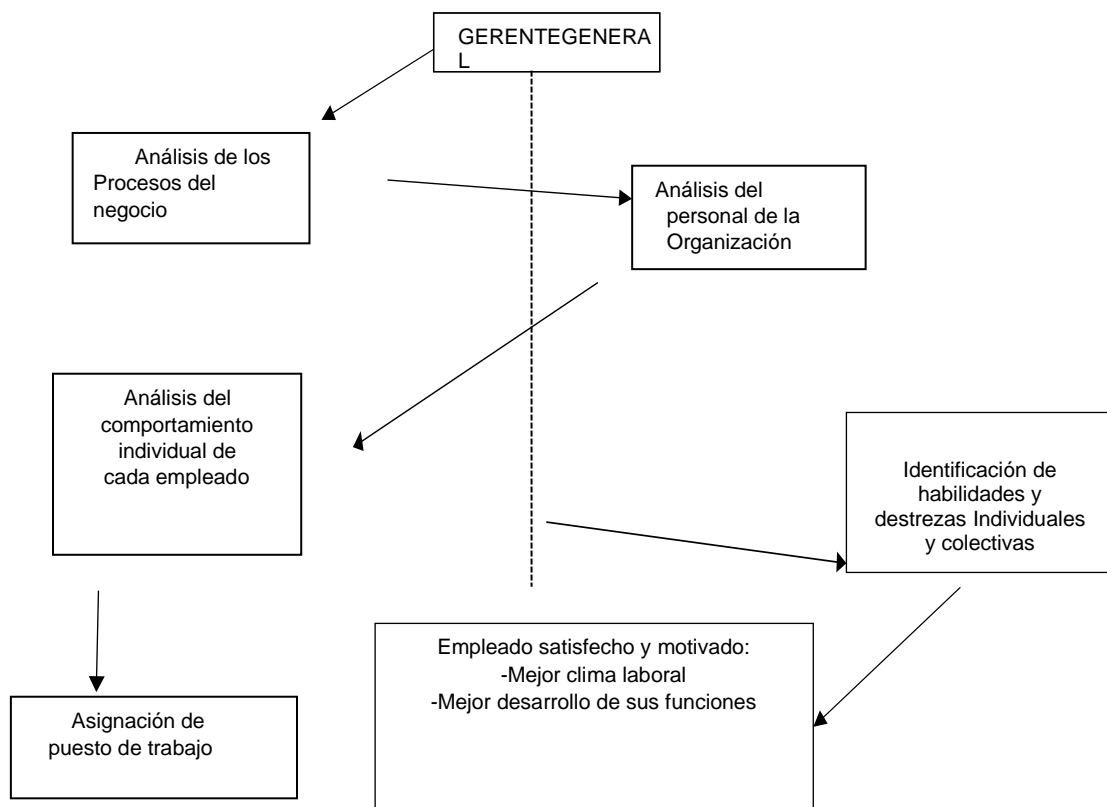 GERENTEGENERA
L
Análisis de los
Procesos del
negocio
Análisis del
personal de la
Organización
Análisis del
comportamiento
individual de
cada empleado
Identificación de
habilidades y
destrezas Individuales
y colectivas
Empleado satisfecho y motivado:
-Mejor clima laboral
-Mejor desarrollo de sus funciones
Asignación de
puesto de trabajo